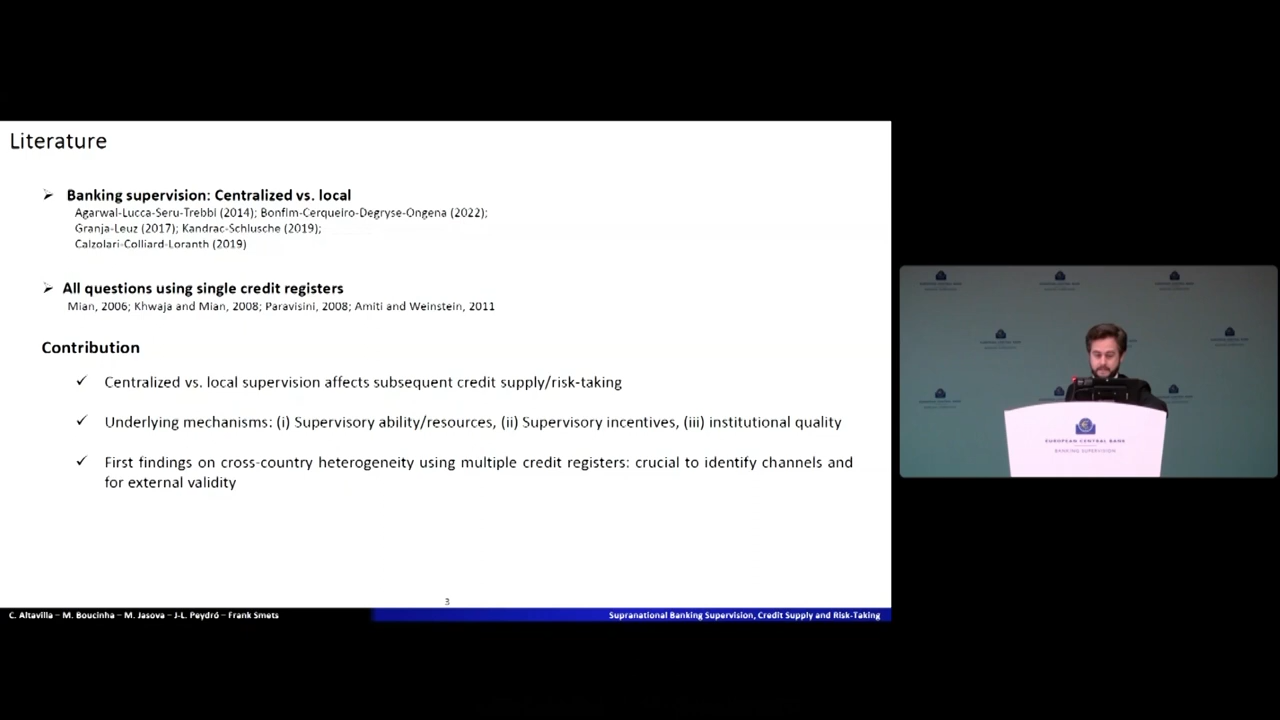 Literature
Banking supervision: Centralized vs. local
Agarwal-Lucca-Seru-Trebbi (2014); Bonfim-Cerqueiro-Degryse-Ongena (2022);
Granja-Leuz (2017); Kandrac-Schlusche (2019);
Calzolari-Colliard-Loranth (2019)
All questions using single credit registers
Mian, 2006; Khwaja and Mian, 2008; Paravisini, 2008; Amiti and Weinstein, 2011
Contribution
Centralized vs. local supervision affects subsequent credit supply/risk-taking
Underlying mechanisms: (i) Supervisory ability/resources, (ii) Supervisory incentives, (iii) institutional quality
First findings on cross-country heterogeneity using multiple credit registers: crucial to identify channels and
for external validity
3
C. Altavilla – M. Boucinha – M. Jasova – J-L. Peydró – Frank Smets
Supranational Banking Supervision, Credit Supply and Risk-Taking
EUROPEAN CENTRAL BANK
BANKING SUPERVISION